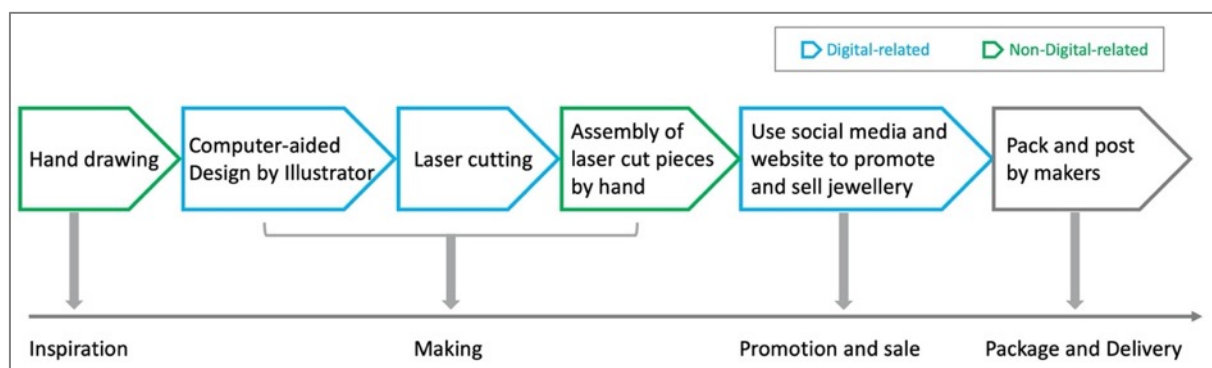 Digital-related
Non-Digital-related
Hand drawing
Computer-aided
Design by Illustrator
Laser cutting
Assembly of
laser cut pieces
by hand
Use social media and
website to promote
and sell jewellery
Pack and post
by makers
Inspiration
Making
Promotion and sale
Package and Delivery